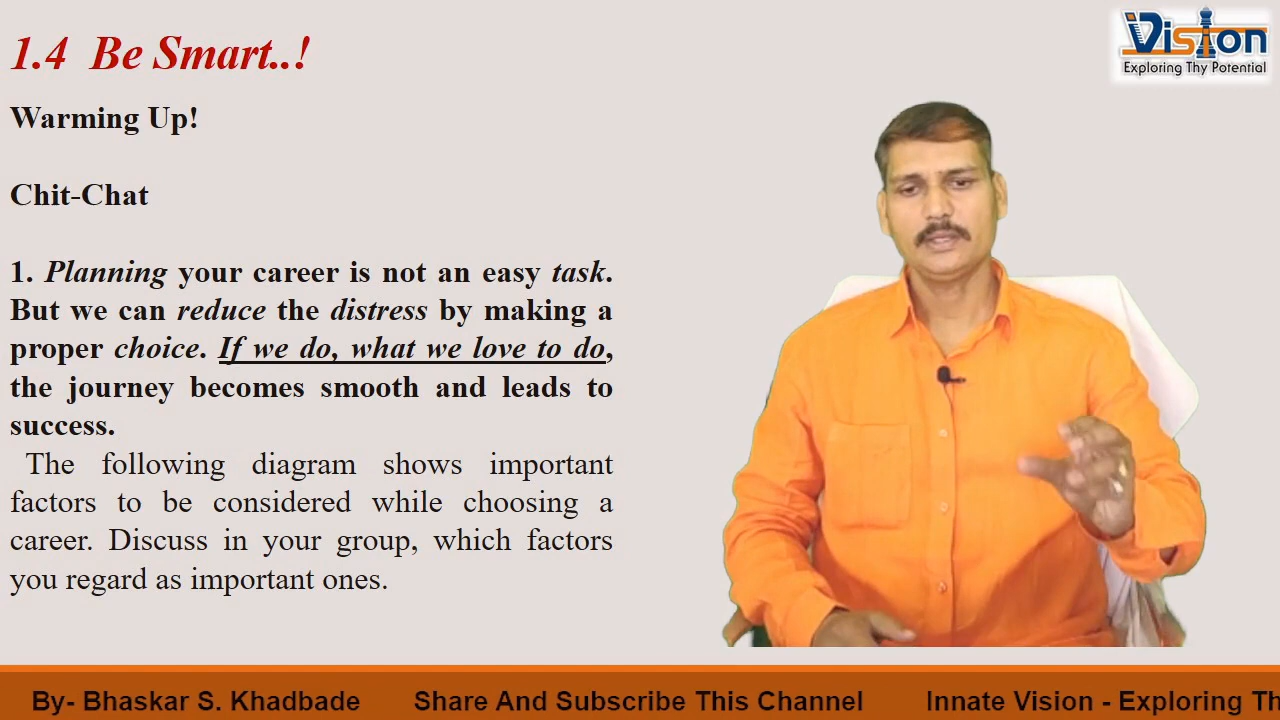 1.4 Be Smart..!
Vision
Exploring Thy Potential
Warming Up!
Chit-Chat
1. Planning your career is not an easy task.
But we can reduce the distress by making a
proper choice. If we do, what we love to do,
the journey becomes smooth and leads to
success.
The following diagram shows important
factors to be considered while choosing a
career. Discuss in your group, which factors
you regard as important ones.
By- Bhaskar S. Khadbade Share And Subscribe This Channel Innate Vision - Exploring Th